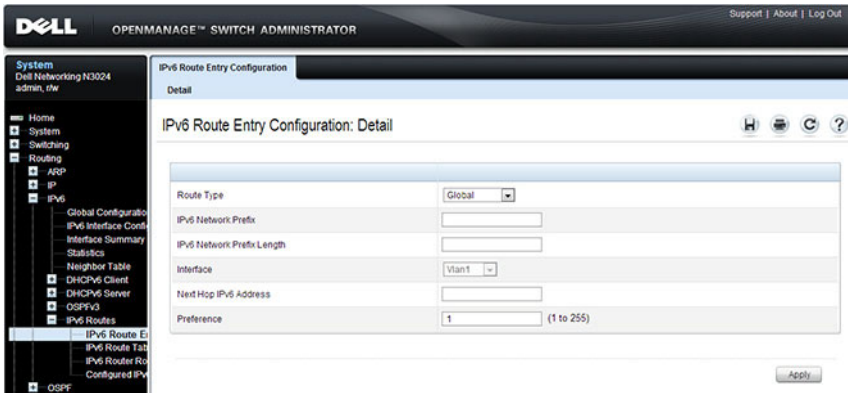 Support | About | Log Out
DELL OPENMANAGE™ SWITCH ADMINISTRATOR
System
Dell Networking N3024
admin, r/w
Home
System
Switching
Routing
ARP
IP
IPv6
Global Configuratio
IPv6 Interface Confi
Interface Summary
Statistics
Neighbor Table
DHCPv6 Client
DHCPv6 Server
OSPFv3
IPv6 Routes
IPv6 Route E
IPv6 Route Tab
IPv6 Router Ro
Configured IPv
OSPF
IPv6 Route Entry Configuration
Detail
IPv6 Route Entry Configuration: Detail
Route Type Global
IPv6 Network Prefix
IPv6 Network Prefix Length
Interface Vlan1
Next Hop IPv6 Address
Preference 1 (1 to 255)
Apply